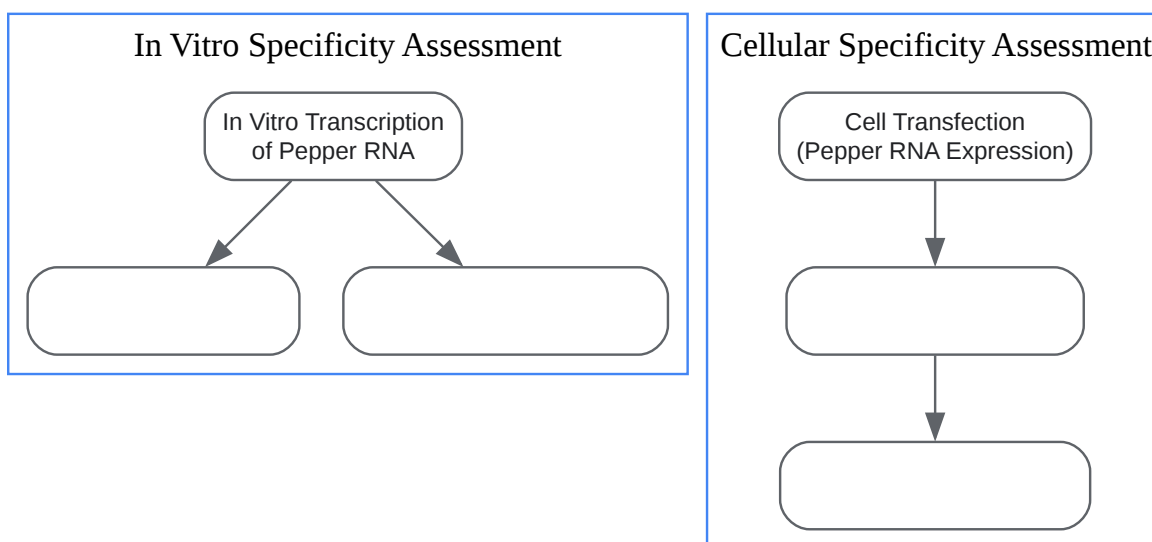 In Vitro Specificity Assessment
In Vitro Transcription
of Pepper RNA
Cellular Specificity Assessment
Cell Transfection
(Pepper RNA Expression)